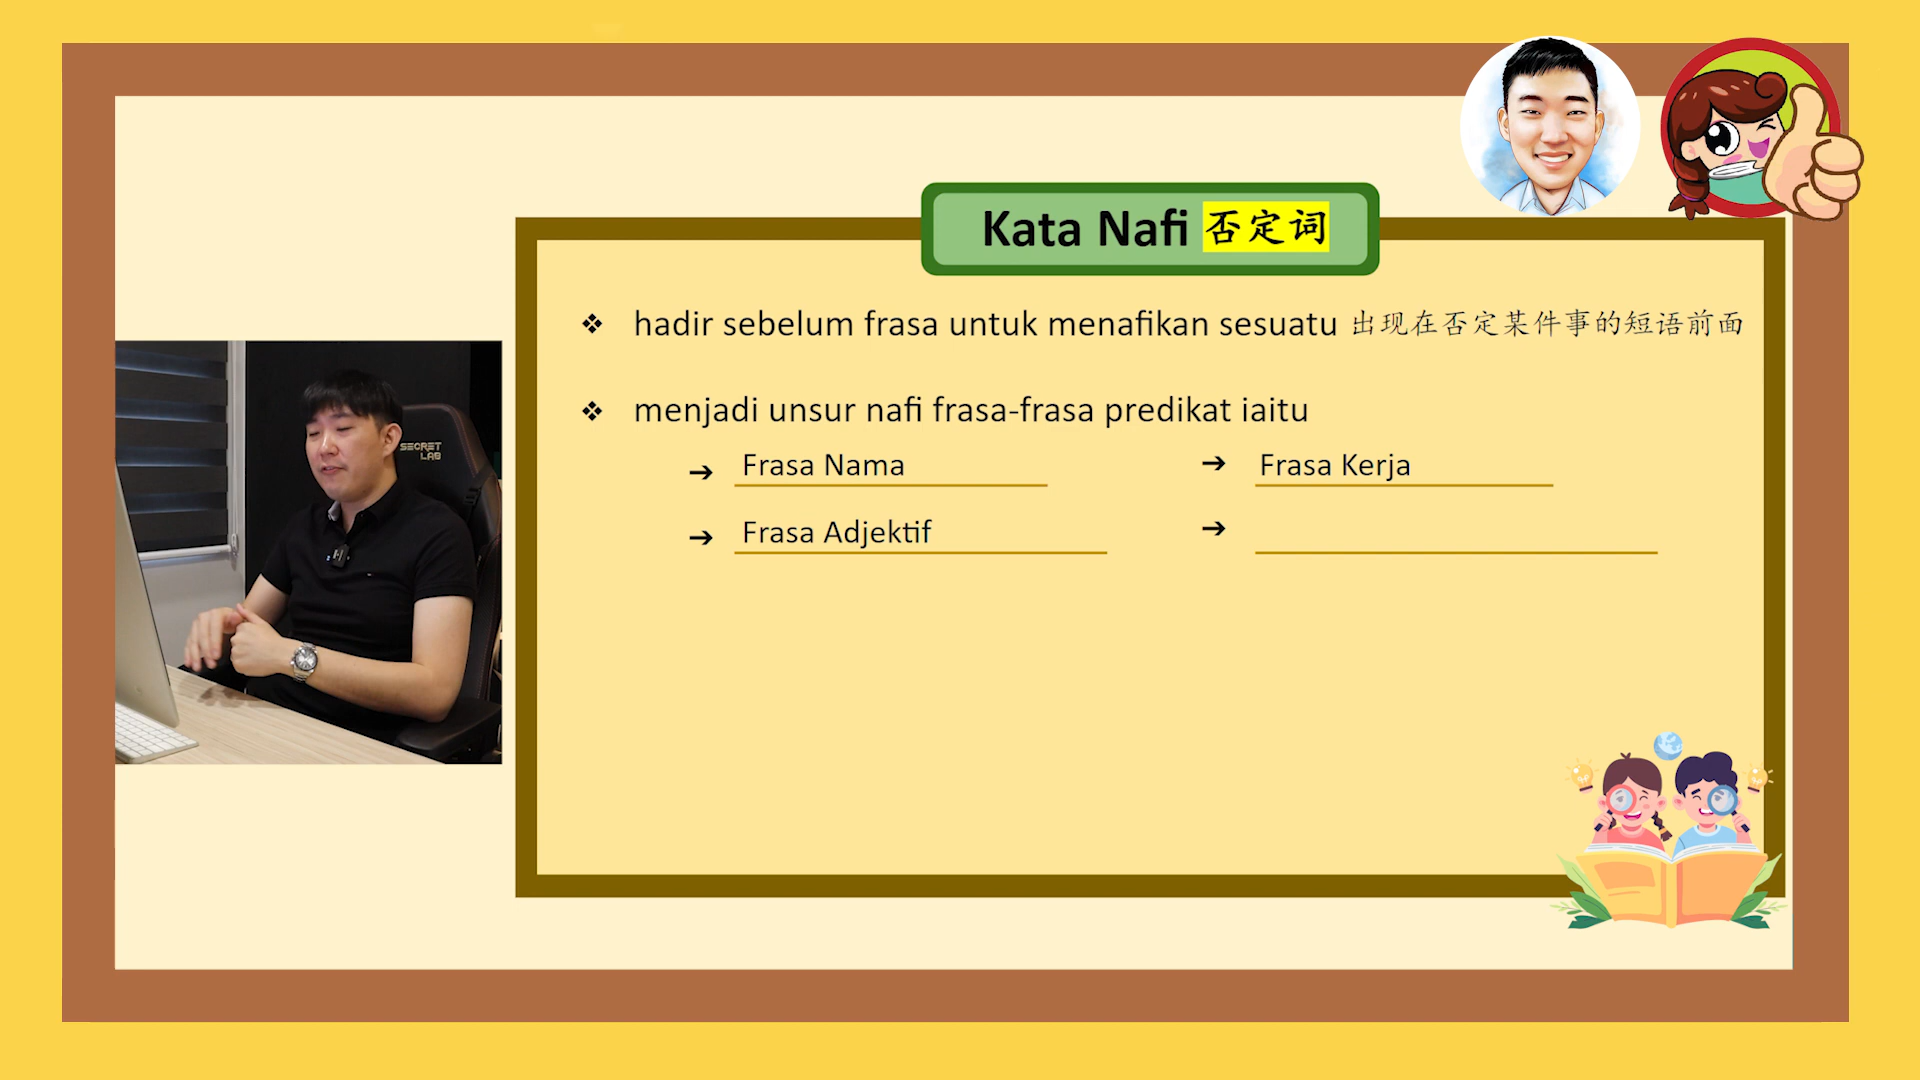 Kata Nafi 否定词
❖ hadir sebelum frasa untuk menafikan sesuatu 出现在否定某件事的短语前面
❖ menjadi unsur nafi frasa-frasa predikat iaitu
➔ Frasa Nama
➔ Frasa Kerja
➔ Frasa Adjektif
➔
SECRET
LAB